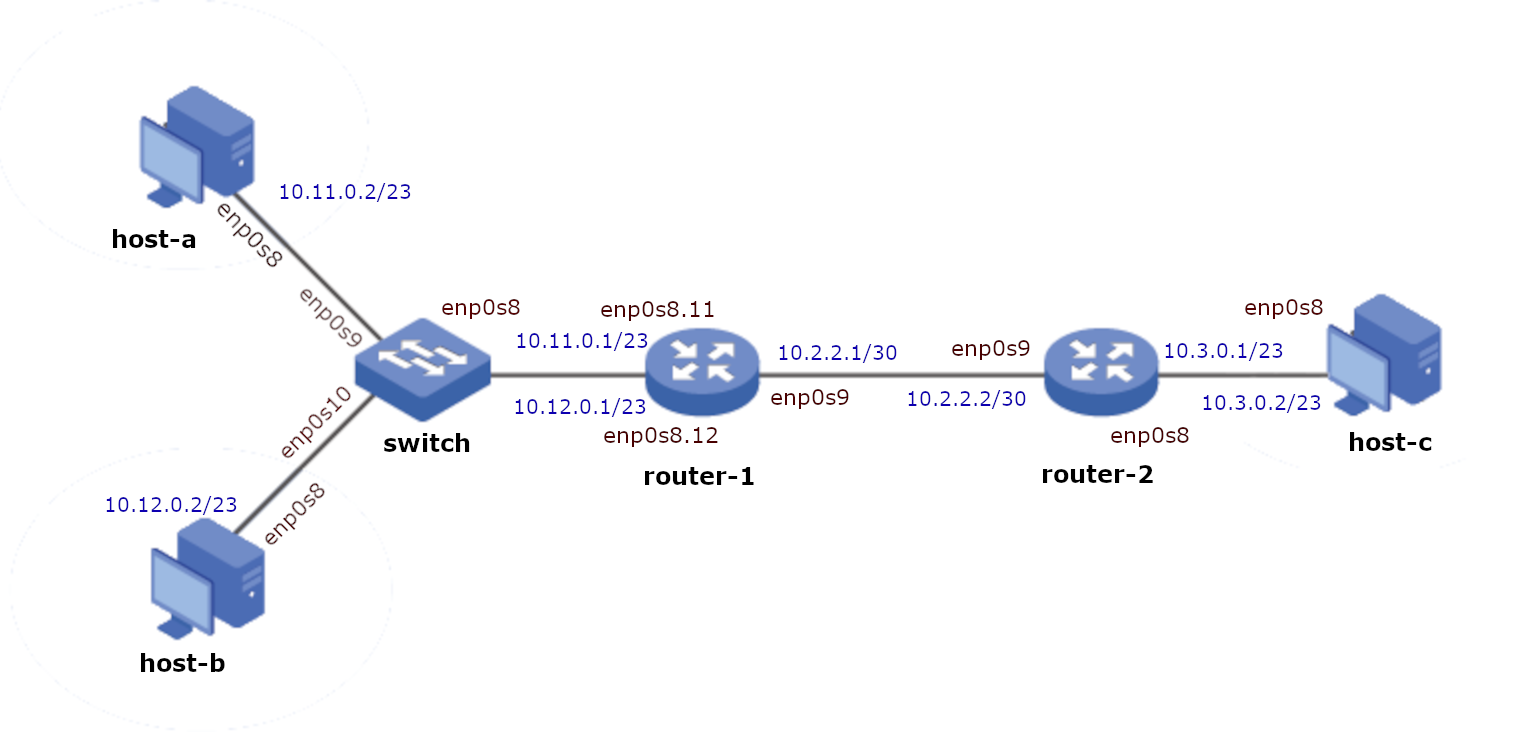 10.11.0.2/23
enp0s8
host-a
enp0s9
enp0s8
enp0s8.11
10.11.0.1/23
10.12.0.1/23
enp0s8.12
switch
router-1
10.2.2.1/30
enp0s9
enp0s9
10.2.2.2/30
enp0s8
10.3.0.1/23
10.3.0.2/23
enp0s8
router-2
host-c
enp0s10
10.12.0.2/23
enp0s8
host-b